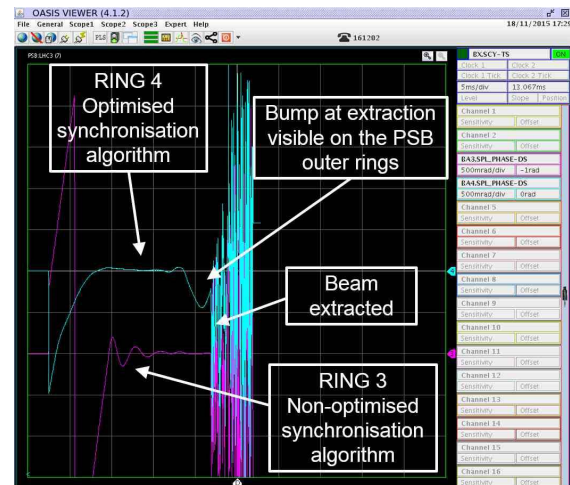 OASIS VIEWER (4.1.2)
File General Scope1 Scope2 Scope3 Expert Help
18/11/2015 17:29
PLS
161202
PSB:LHC3 (7)
RING 4
Optimised
synchronisation
algorithm
Bump at extraction
visible on the PSB
outer rings
Beam
extracted
RING 3
Non-optimised
synchronisation
algorithm
EX.SCY-TS ON
Clock 1 Clock 2
Clock 1 Tick Clock 2 Tick
5ms/div 13.067ms
Level Slope Position
Channel 1
Sensitivity Offset
Channel 2
Sensitivity Offset
BA3.SPL_PHASE-DS
500mrad/div -1rad
BA4.SPL_PHASE-DS
500mrad/div 0rad
Channel 5
Sensitivity Offset
Channel 6
Sensitivity Offset
Channel 7
Sensitivity Offset
Channel 8
Sensitivity Offset
Channel 9
Sensitivity Offset
Channel 10
Sensitivity Offset
Channel 11
Sensitivity Offset
Channel 12
Sensitivity Offset
Channel 13
Sensitivity Offset
Channel 14
Sensitivity Offset
Channel 15
Sensitivity Offset
Channel 16
Sensitivity Offset